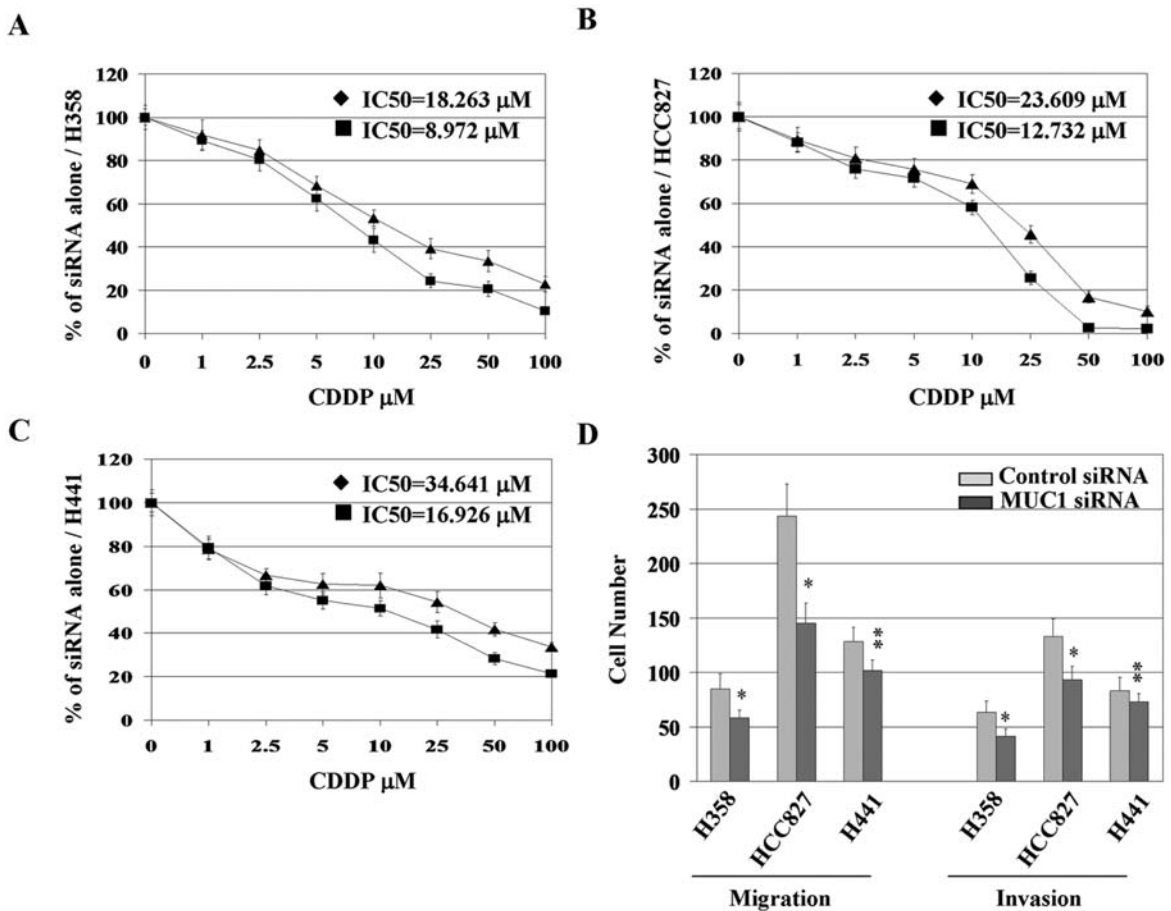 A
% of siRNA alone / H358
120
100
80
60
40
20
0
IC50=18.263 μM
IC50=8.972 μM
0 1 2.5 5 10 25 50 100
CDDP μM
B
% of siRNA alone / HCC827
120
100
80
60
40
20
0
IC50=23.609 μM
IC50=12.732 μM
0 1 2.5 5 10 25 50 100
CDDP μM
C
% of siRNA alone / H441
120
100
80
60
40
20
0
IC50=34.641 μM
IC50=16.926 μM
0 1 2.5 5 10 25 50 100
CDDP μM
D
Cell Number
300
250
200
150
100
50
0
Control siRNA
MUC1 siRNA
* * ** * * **
H358 HCC827 H441 H358 HCC827 H441
Migration Invasion